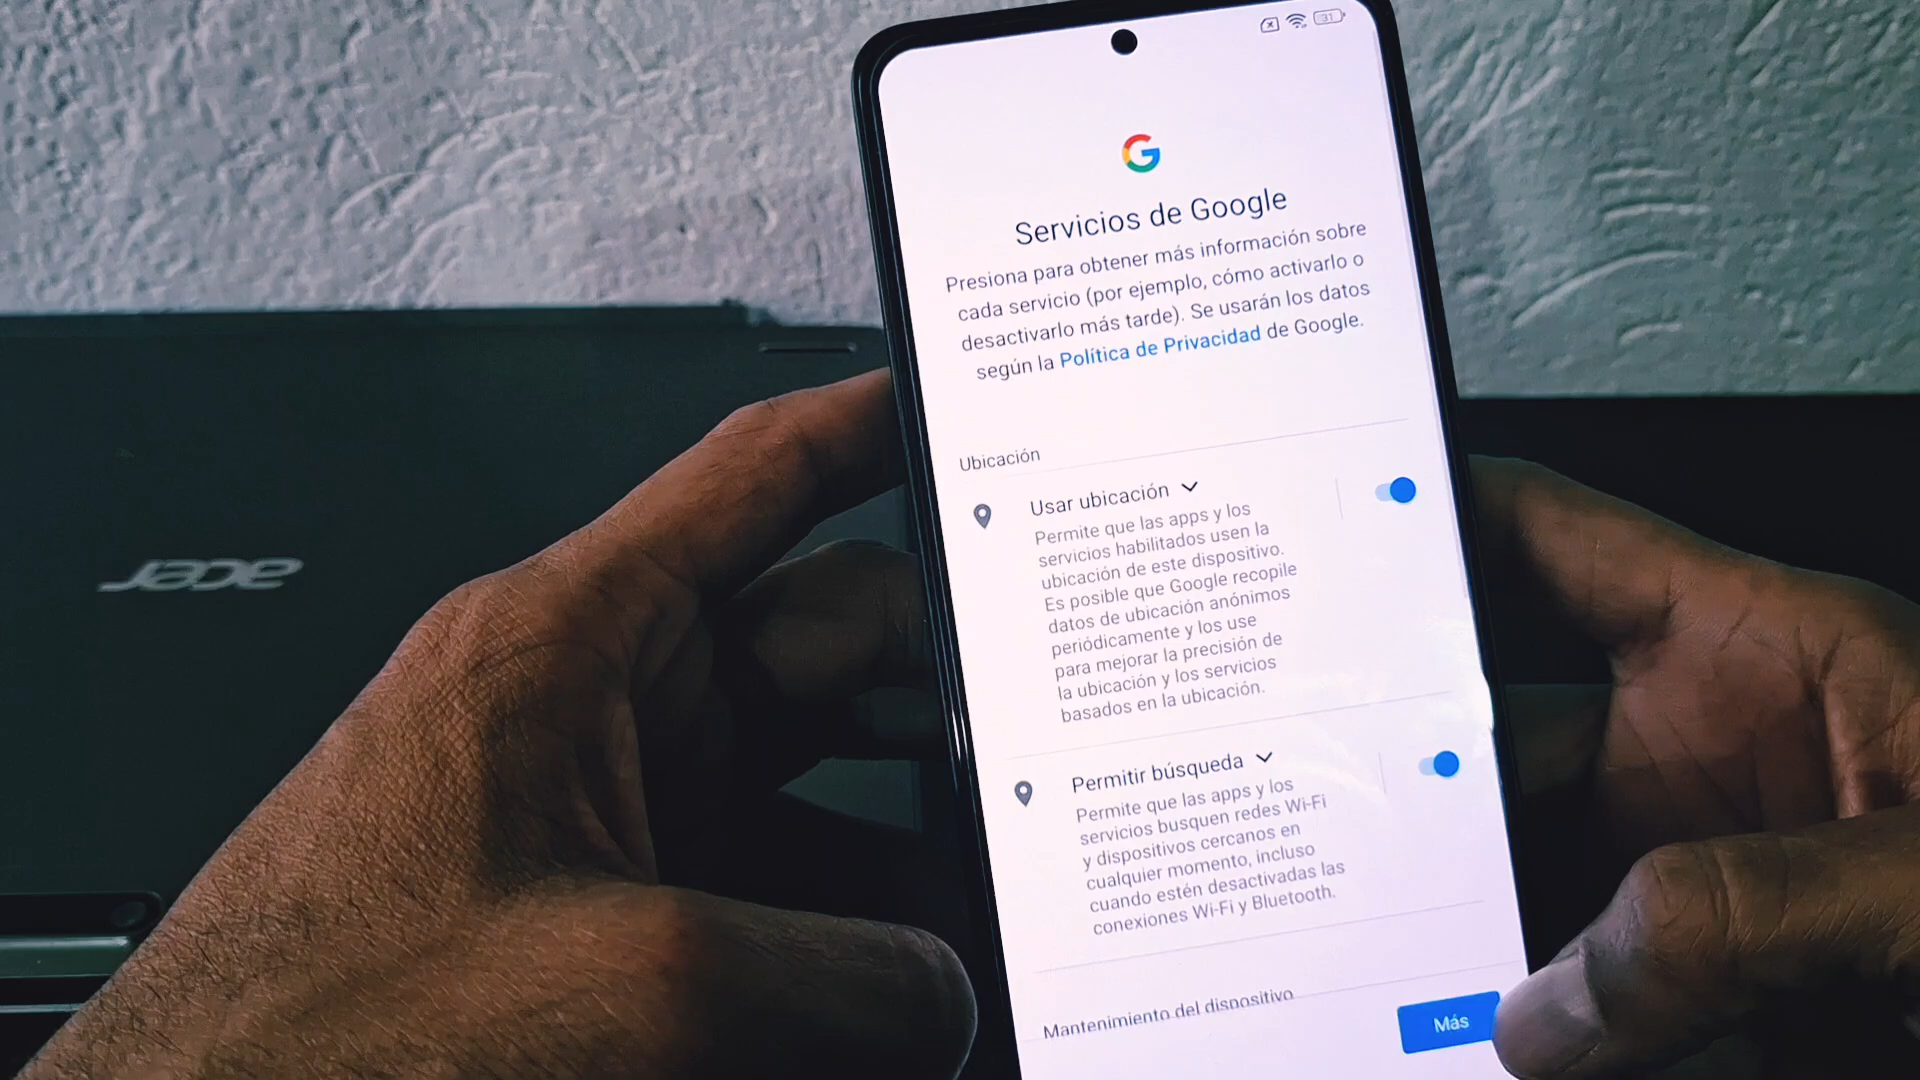 31
Servicios de Google
Presiona para obtener más información sobre
cada servicio (por ejemplo, cómo activarlo o
desactivarlo más tarde). Se usarán los datos
según la Política de Privacidad de Google.
Ubicación
Usar ubicación
Permite que las apps y los
servicios habilitados usen la
ubicación de este dispositivo.
Es posible que Google recopile
datos de ubicación anónimos
periódicamente y los use
para mejorar la precisión de
la ubicación y los servicios
basados en la ubicación.
acer
Permitir búsqueda
Permite que las apps y los
servicios busquen redes Wi-Fi
y dispositivos cercanos en
cualquier momento, incluso
cuando estén desactivadas las
conexiones Wi-Fi y Bluetooth.
Mantenimiento del dispositivo
Más